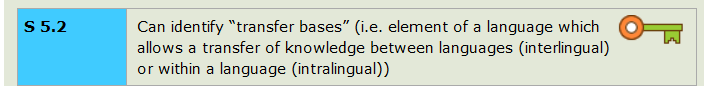 S 5.2 Can identify “transfer bases” (i.e. element of a language which
allows a transfer of knowledge between languages (interlingual)
or within a language (intralingual))